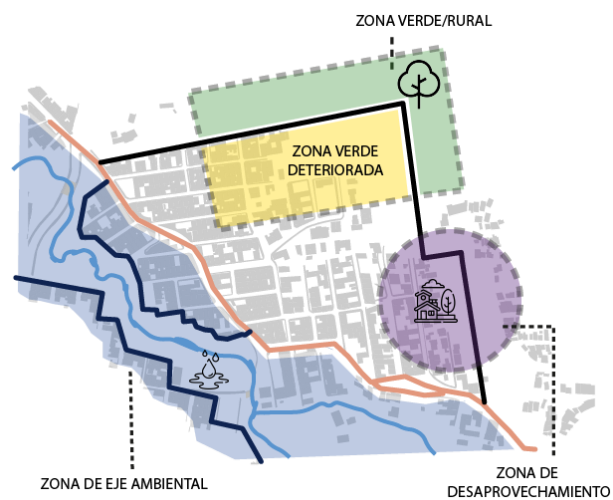 ZONA VERDE/RURAL
ZONA VERDE
DETERIORADA
ZONA DE EJE AMBIENTAL
ZONA DE
DESAPROVECHAMIENTO